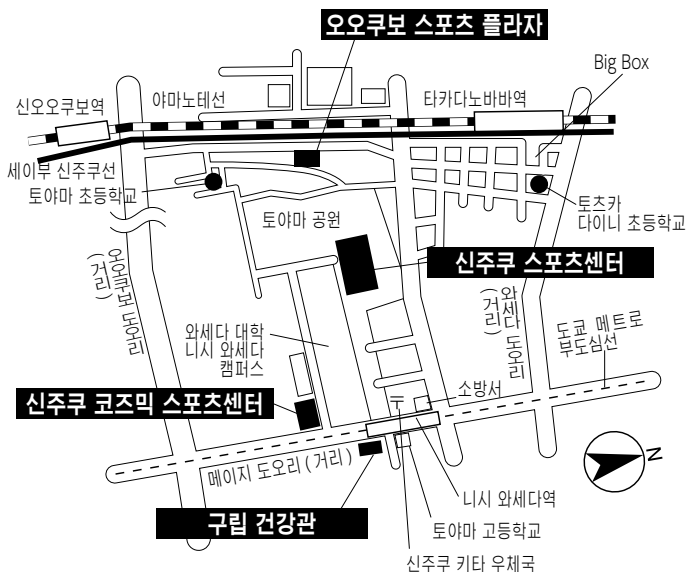 오오쿠보 스포츠 플라자
Big Box
신오오쿠보역
야마노테선
타카다노바바역
세이부 신주쿠선
토야마 초등학교
토츠카
다이니 초등학교
토야마 공원
신주쿠 스포츠센터
오오쿠보 도오리
(거리)
와세다 도오리
(거리)
와세다 대학
니시 와세다
캠퍼스
도쿄 메트로
부도심선
신주쿠 코즈믹 스포츠센터
소방서
〒
메이지 도오리 (거리)
N
니시 와세다역
구립 건강관
토야마 고등학교
신주쿠 키타 우체국